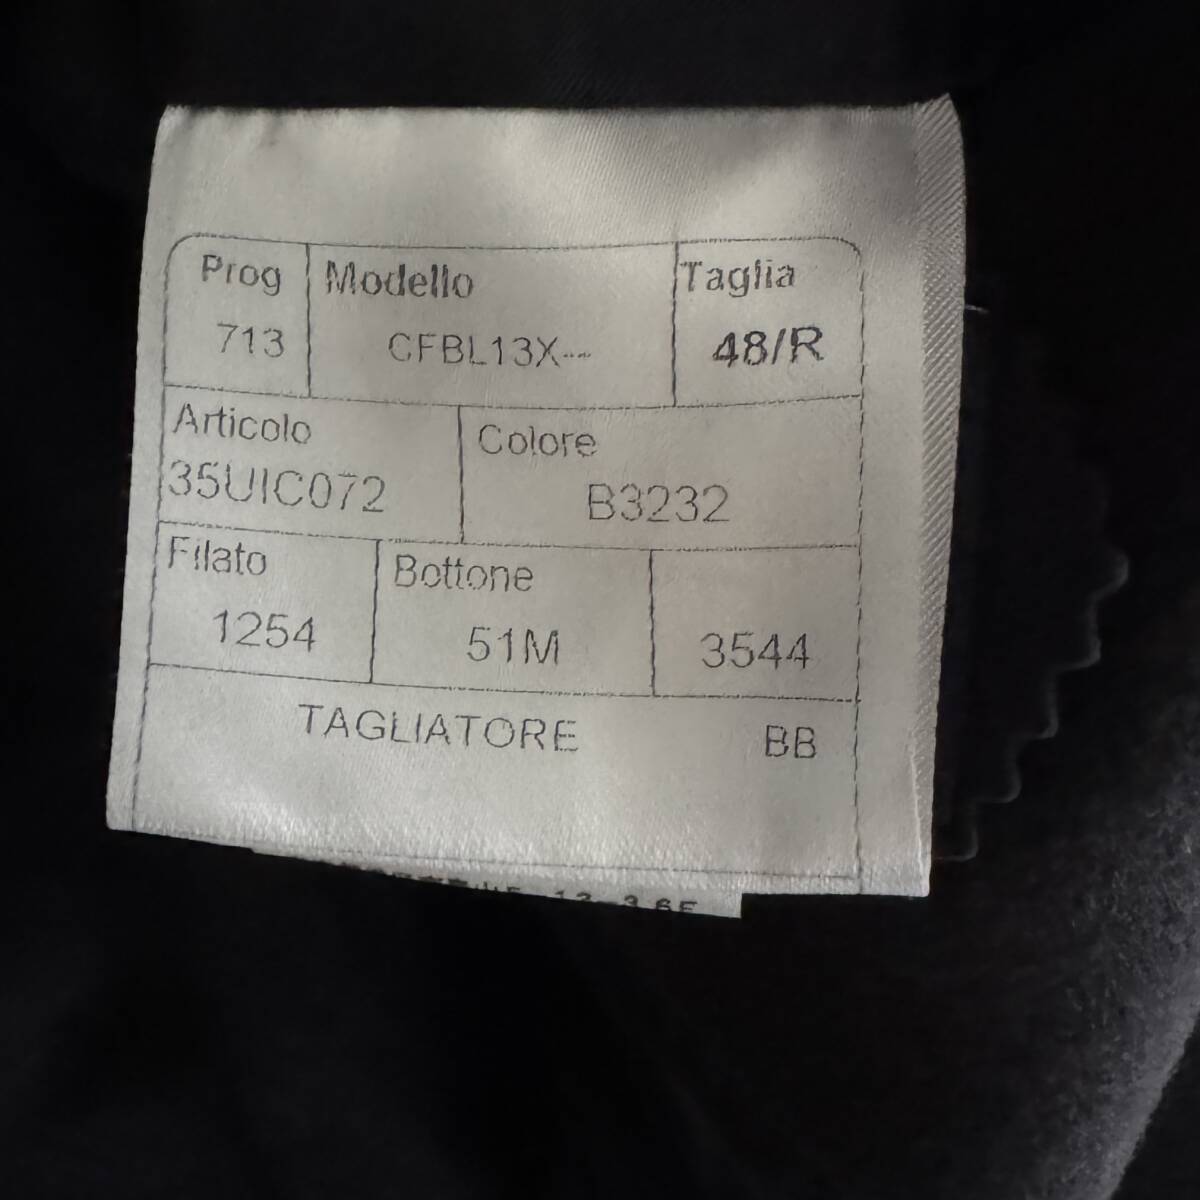 Prog Modello Taglia
713 CFBL13X---- 48/R
Articolo Colore
35UIC072 B3232
Filato Bottone
1254 51M 3544
TAGLIATORE BB